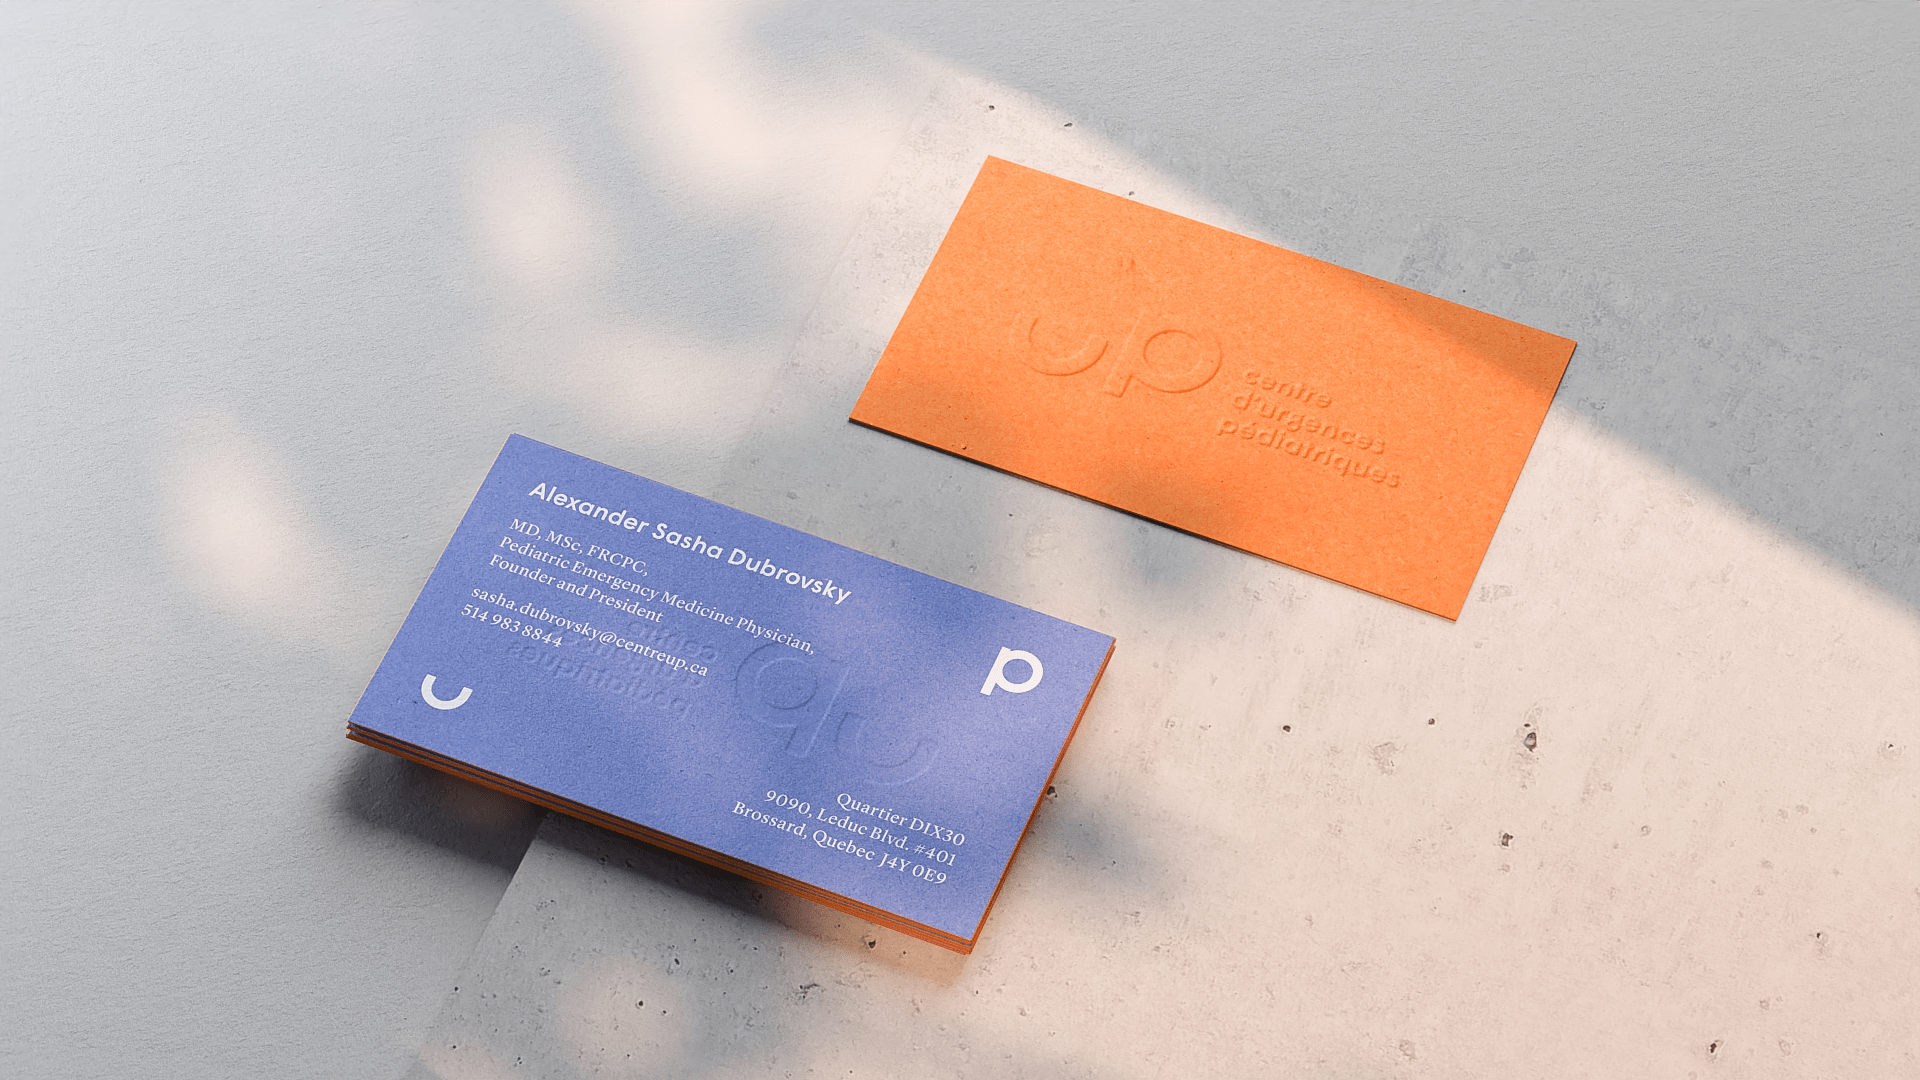 up
centre
d'urgences
pédiatriques
Alexander Sasha Dubrovsky
MD, MSc, FRCPC,
Pediatric Emergency Medicine Physician,
Founder and President
sasha.dubrovsky@centreup.ca
514 983 8844
u
p
Quartier DIX30
9090, Leduc Blvd. #401
Brossard, Quebec J4Y 0E9